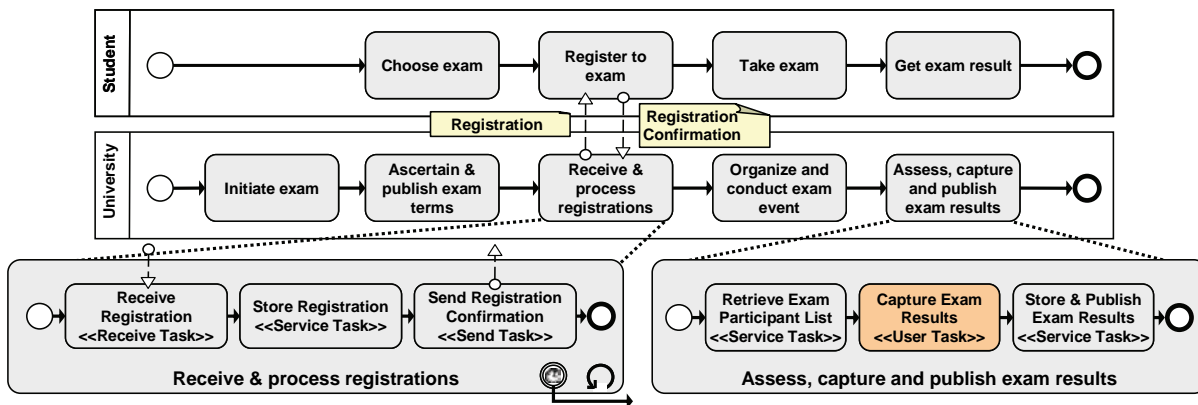 Student
Choose exam
Register to
exam
Take exam
Get exam result
Registration
Registration
Confirmation
University
Initiate exam
Ascertain &
publish exam
terms
Receive &
process
registrations
Organize and
conduct exam
event
Assess, capture
and publish
exam results
Receive
Registration
<<Receive Task>>
Store Registration
<<Service Task>>
Send Registration
Confirmation
<<Send Task>>
Receive & process registrations
Retrieve Exam
Participant List
<<Service Task>>
Capture Exam
Results
<<User Task>>
Store & Publish
Exam Results
<<Service Task>>
Assess, capture and publish exam results